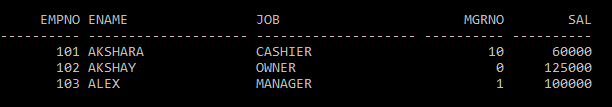 EMPNO ENAME JOB MGRNO SAL
---------- -------------------- -------------------- ---------- ----------
101 AKSHARA CASHIER 10 60000
102 AKSHAY OWNER 0 125000
103 ALEX MANAGER 1 100000